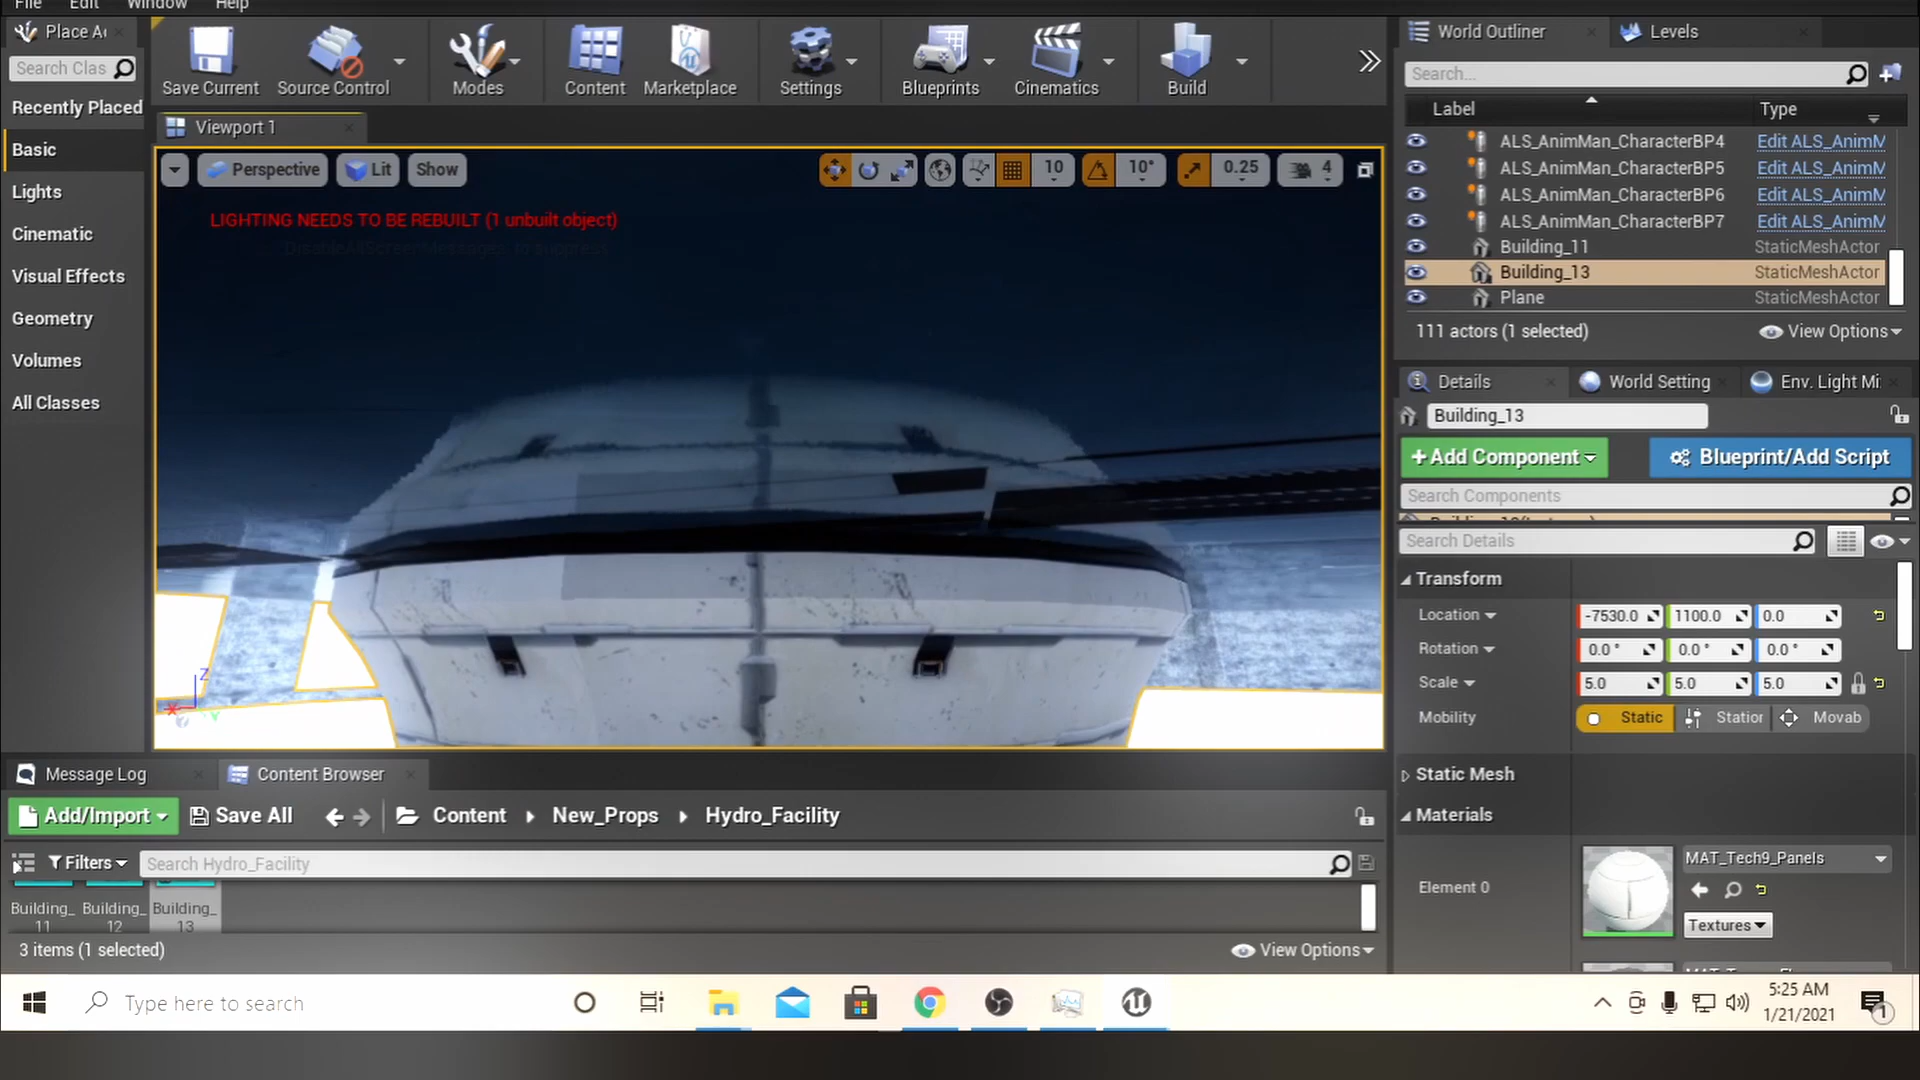 File Edit Window Help
Place Ac
Search Clas
Recently Placed
Basic
Lights
Cinematic
Visual Effects
Geometry
Volumes
All Classes
Save Current
Source Control
Modes
Content
Marketplace
Settings
Blueprints
Cinematics
Build
Viewport 1
Perspective
Lit
Show
10
10°
0.25
4
LIGHTING NEEDS TO BE REBUILT (1 unbuilt object)
'DisableAllScreenMessages' to suppress
Z
World Outliner
Levels
Search...
Label Type
ALS_AnimMan_CharacterBP4 Edit ALS_AnimM
ALS_AnimMan_CharacterBP5 Edit ALS_AnimM
ALS_AnimMan_CharacterBP6 Edit ALS_AnimM
ALS_AnimMan_CharacterBP7 Edit ALS_AnimM
Building_11 StaticMeshActor
Building_13 StaticMeshActor
Plane StaticMeshActor
111 actors (1 selected) View Options
Details
World Setting
Env. Light Mi
Building_13
+Add Component
Blueprint/Add Script
Search Components
Search Details
Transform
Location -7530.0 1100.0 0.0
Rotation 0.0 ° 0.0 ° 0.0 °
Scale 5.0 5.0 5.0
Mobility Static Station Movab
Static Mesh
Materials
Element 0
MAT_Tech9_Panels
Textures
Message Log
Content Browser
Add/Import
Save All
Content New_Props Hydro_Facility
Filters
Search Hydro_Facility
Building_
11
Building_
12
Building_
13
3 items (1 selected) View Options
Type here to search
5:25 AM
1/21/2021
1